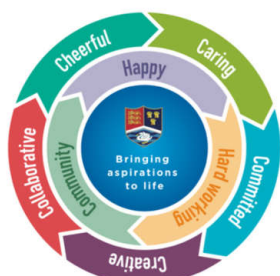 Cheerful
Caring
Committed
Creative
Collaborative
Happy
Hard working
Community
Bringing
aspirations
to life